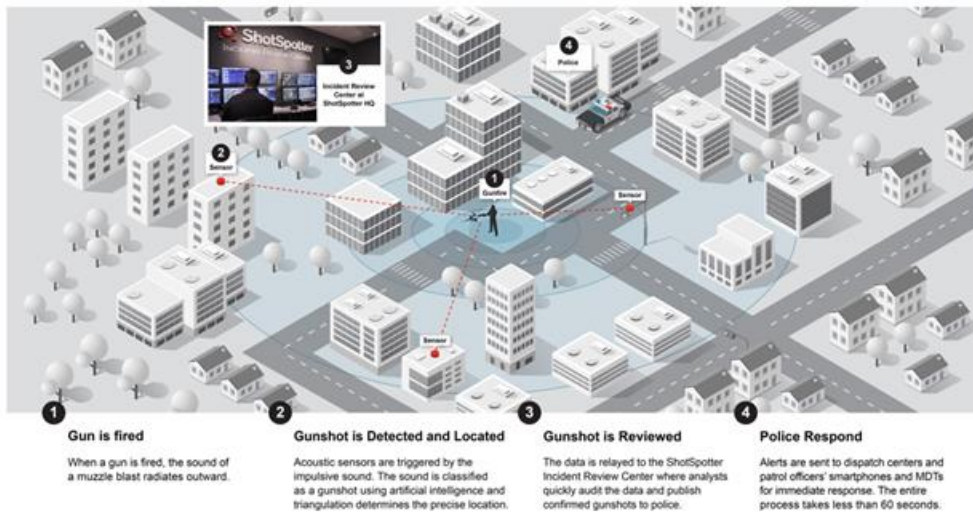 ShotSpotter
3
Incident Review
Center at
ShotSpotter HQ
4
Police
2
Sensor
1
Gunfire
Sensor
Sensor
1
Gun is fired
When a gun is fired, the sound of
a muzzle blast radiates outward.
2
Gunshot is Detected and Located
Acoustic sensors are triggered by the
impulsive sound. The sound is classified
as a gunshot using artificial intelligence and
triangulation determines the precise location.
3
Gunshot is Reviewed
The data is relayed to the ShotSpotter
Incident Review Center where analysts
quickly audit the data and publish
confirmed gunshots to police.
4
Police Respond
Alerts are sent to dispatch centers and
patrol officers' smartphones and MDTs
for immediate response. The entire
process takes less than 60 seconds.